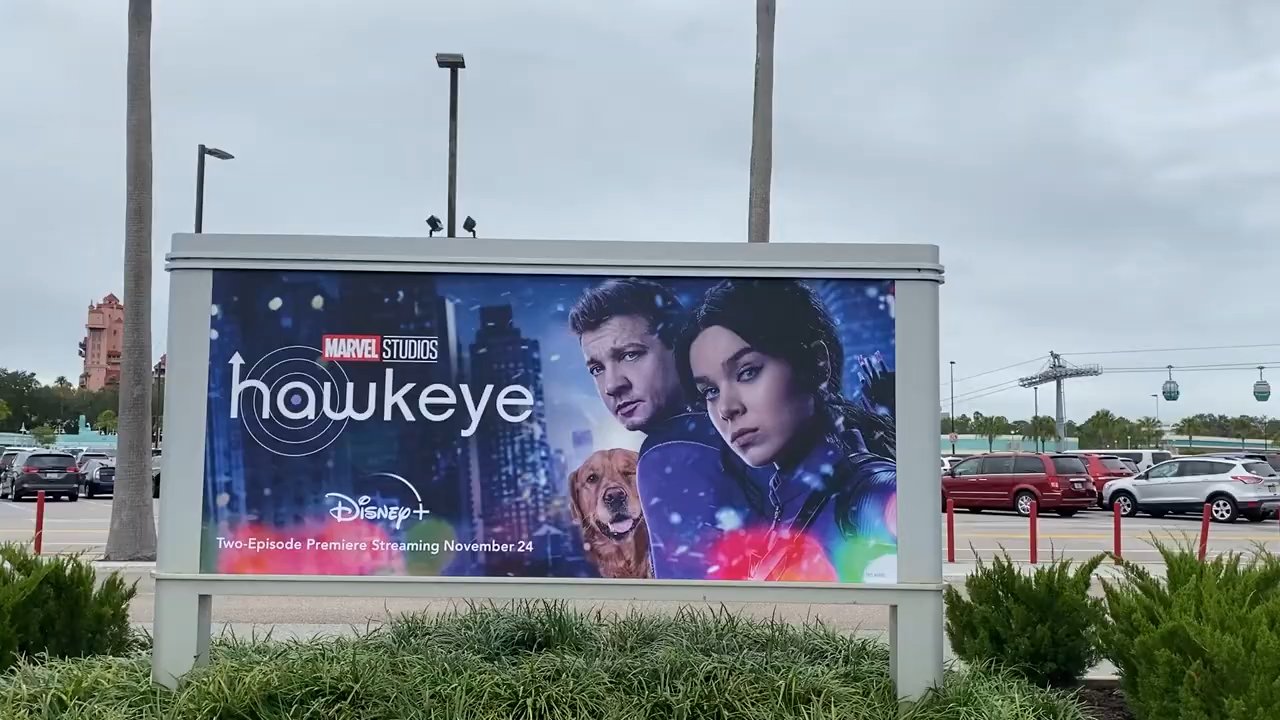 MARVEL STUDIOS
hawkeye
Disney+
Two-Episode Premiere Streaming November 24